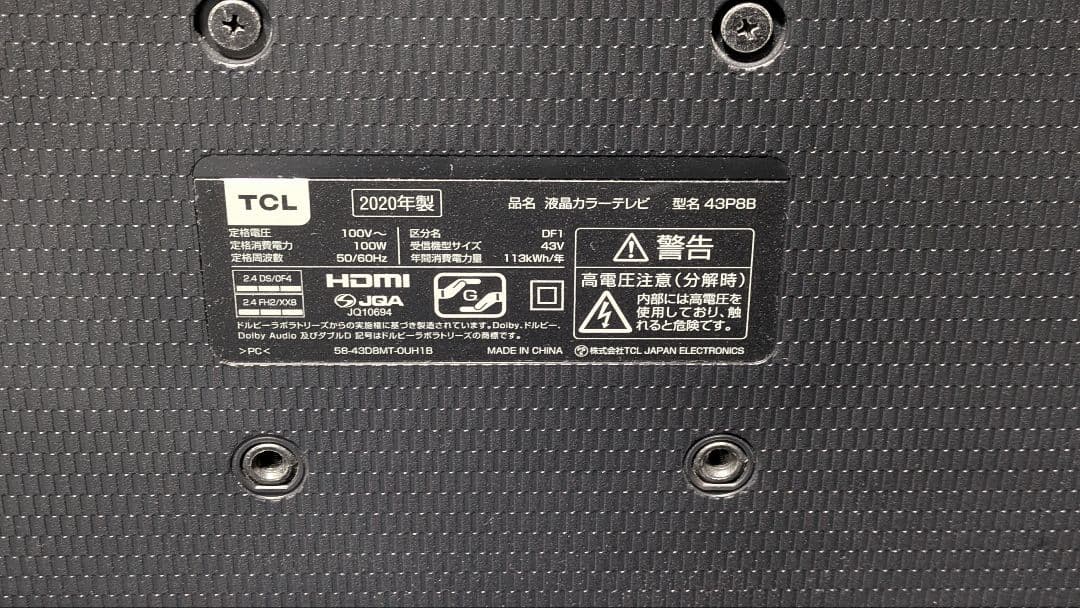 TCL
2020年製
品名 液晶カラーテレビ 型名 43P8B
定格電圧 100V～
定格消費電力 100W
定格周波数 50/60Hz
区分名 DF1
受信機型サイズ 43V
年間消費電力量 113kWh/年
2.4 DS/OF4
2.4 FH2/XX8
HDMI
JQA
JQ10694
G
ドルビーラボラトリーズからの実施権に基づき製造されています。Dolby、ドルビー、
Dolby Audio 及びダブルD 記号はドルビーラボラトリーズの商標です。
警告
高電圧注意(分解時)
内部には高電圧を
使用しており、触
れると危険です。
>PC< 58-43D8MT-0UH1B MADE IN CHINA 株式会社TCL JAPAN ELECTRONICS